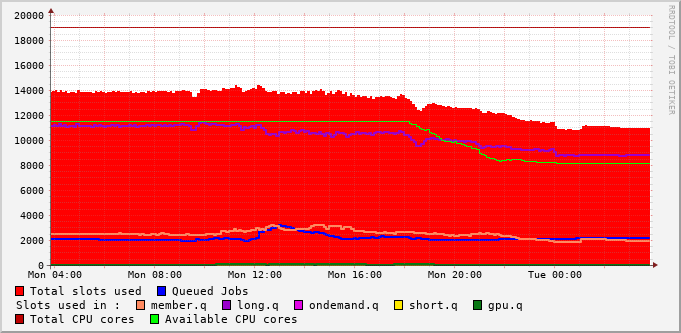 20000
18000
16000
14000
12000
10000
8000
6000
4000
2000
0
Mon 04:00 Mon 08:00 Mon 12:00 Mon 16:00 Mon 20:00 Tue 00:00
Total slots used Queued Jobs
Slots used in : member.q long.q ondemand.q short.q gpu.q
Total CPU cores Available CPU cores
RRDTOOL / TOBI OETIKER